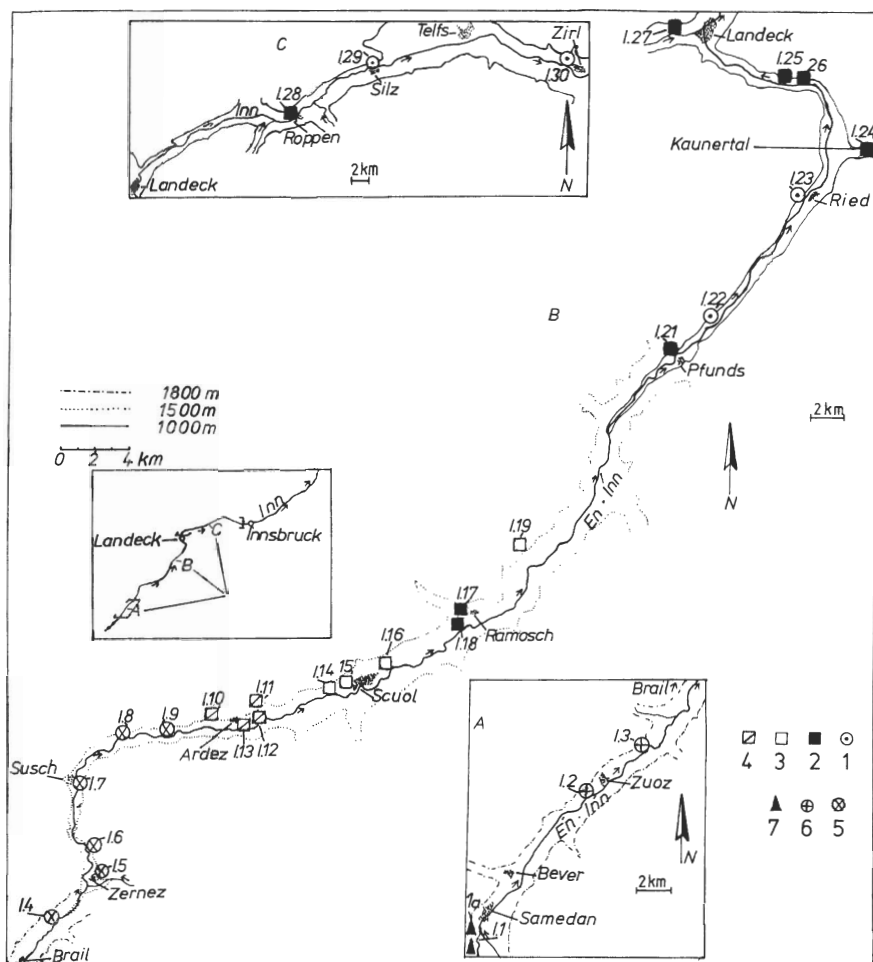 C
Telfs
Zirl
I.29
I.30
Silz
I.28
Inn
Roppen
2km
N
Landeck
I.27
Landeck
I.25
26
I.24
Kaunertal
I.23
Ried
B
I.22
I.21
Pfunds
2km
N
1800 m
1500 m
1000 m
0 2 4 km
Inn
Landeck
C
Innsbruck
B
A
En - Inn
I.19
I.17
I.18
Ramosch
I.16
I.14
15
Scuol
I.11
I.10
I.9
I.8
Ardez
I.13
I.12
Susch
I.7
I.6
I.5
Zernez
I.4
Brail
A
Brail
I.3
I.2
Zuoz
En - Inn
N
Bever
2km
1a
Samedan
I.1
4 3 2 1
7 6 5